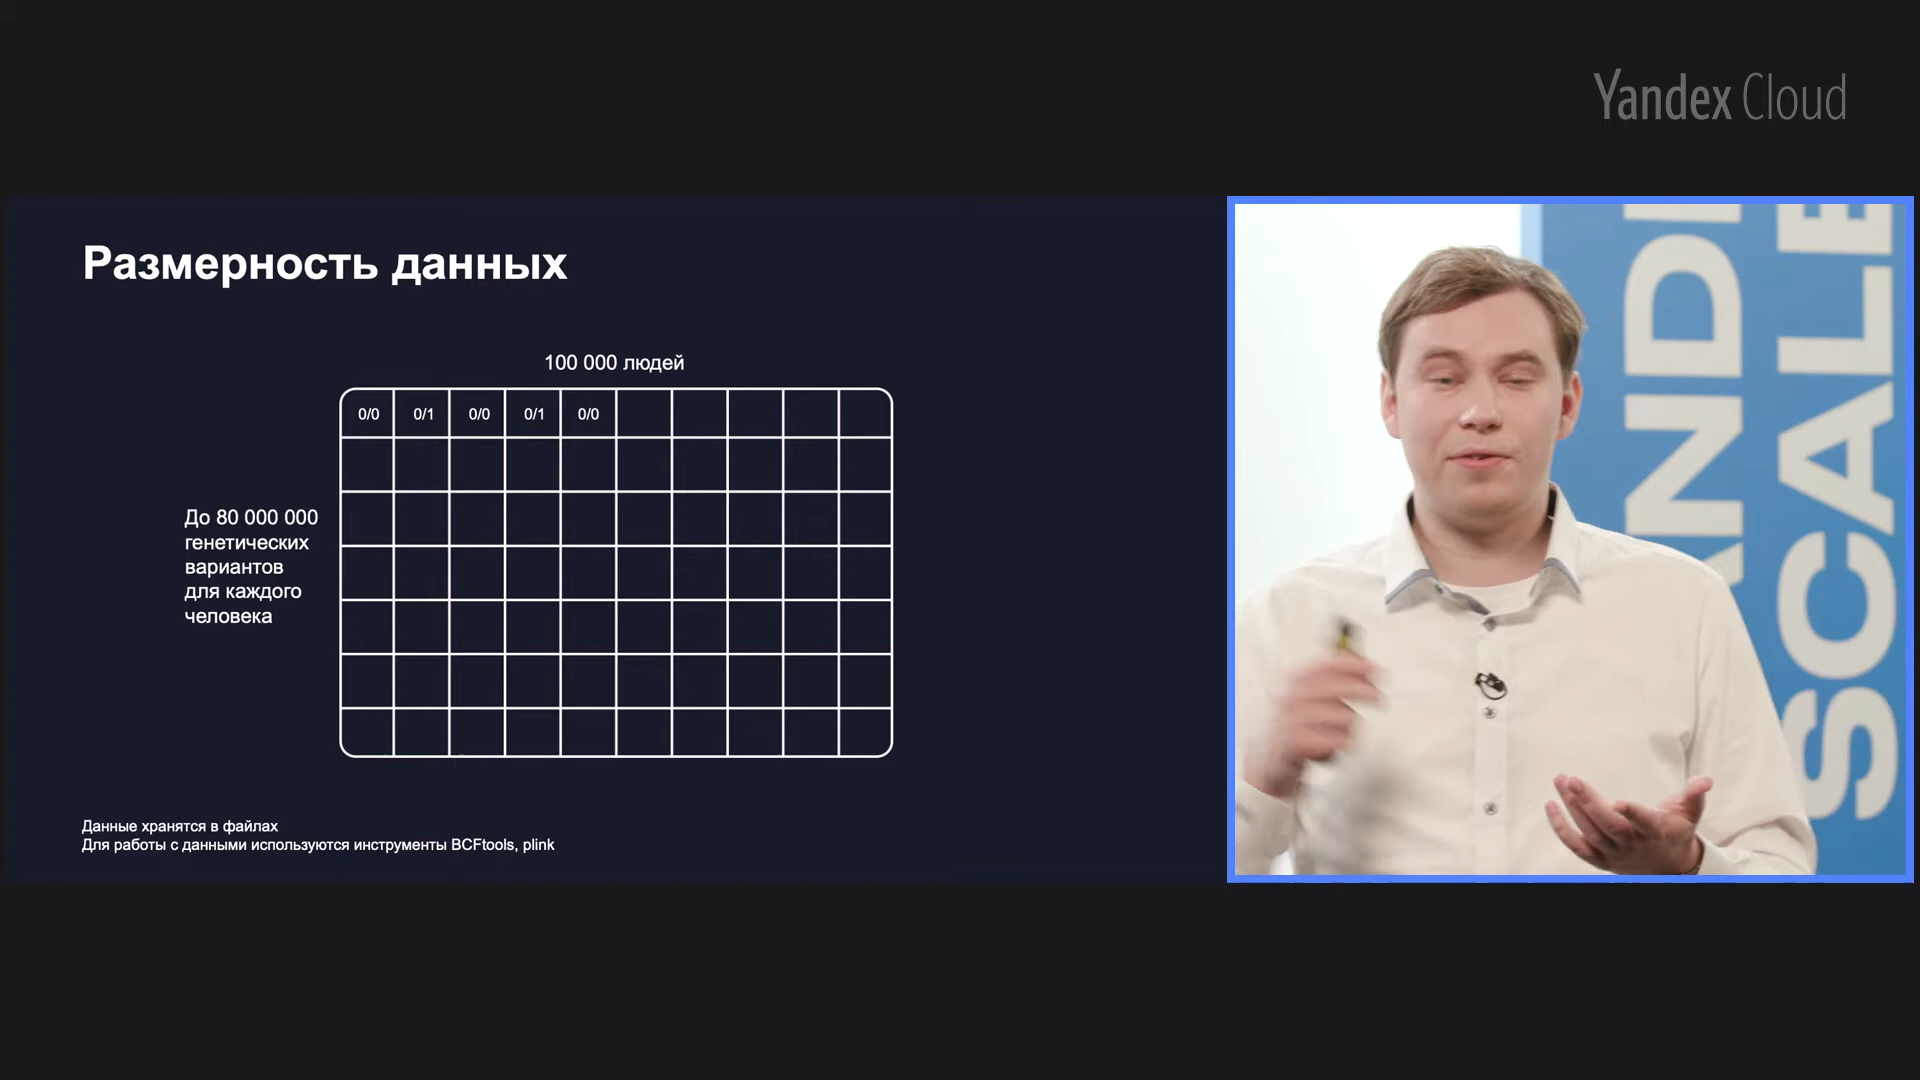 Yandex Cloud
Размерность данных
100 000 людей
0/0 0/1 0/0 0/1 0/0
До 80 000 000
генетических
вариантов
для каждого
человека
Данные хранятся в файлах
Для работы с данными используются инструменты BCFtools, plink
SCALE